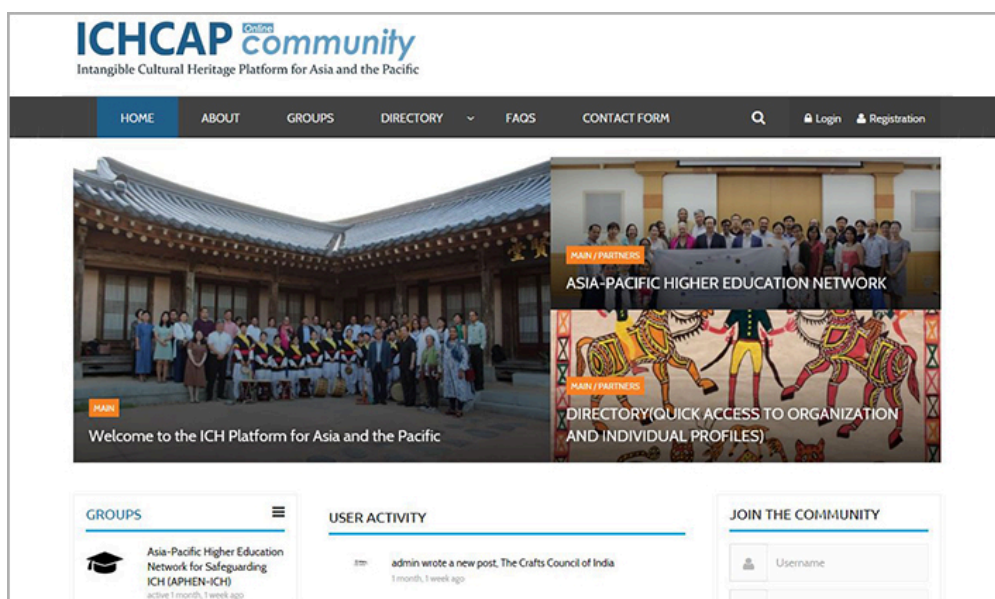 ICHCAP Online community
Intangible Cultural Heritage Platform for Asia and the Pacific
HOME ABOUT GROUPS DIRECTORY FAQS CONTACT FORM Login Registration
MAIN
Welcome to the ICH Platform for Asia and the Pacific
MAIN / PARTNERS
ASIA-PACIFIC HIGHER EDUCATION NETWORK
MAIN / PARTNERS
DIRECTORY(QUICK ACCESS TO ORGANIZATION
AND INDIVIDUAL PROFILES)
GROUPS
Asia-Pacific Higher Education
Network for Safeguarding
ICH (APHEN-ICH)
active 1 month, 1 week ago
USER ACTIVITY
admin wrote a new post, The Crafts Council of India
1 month, 1 week ago
JOIN THE COMMUNITY
Username